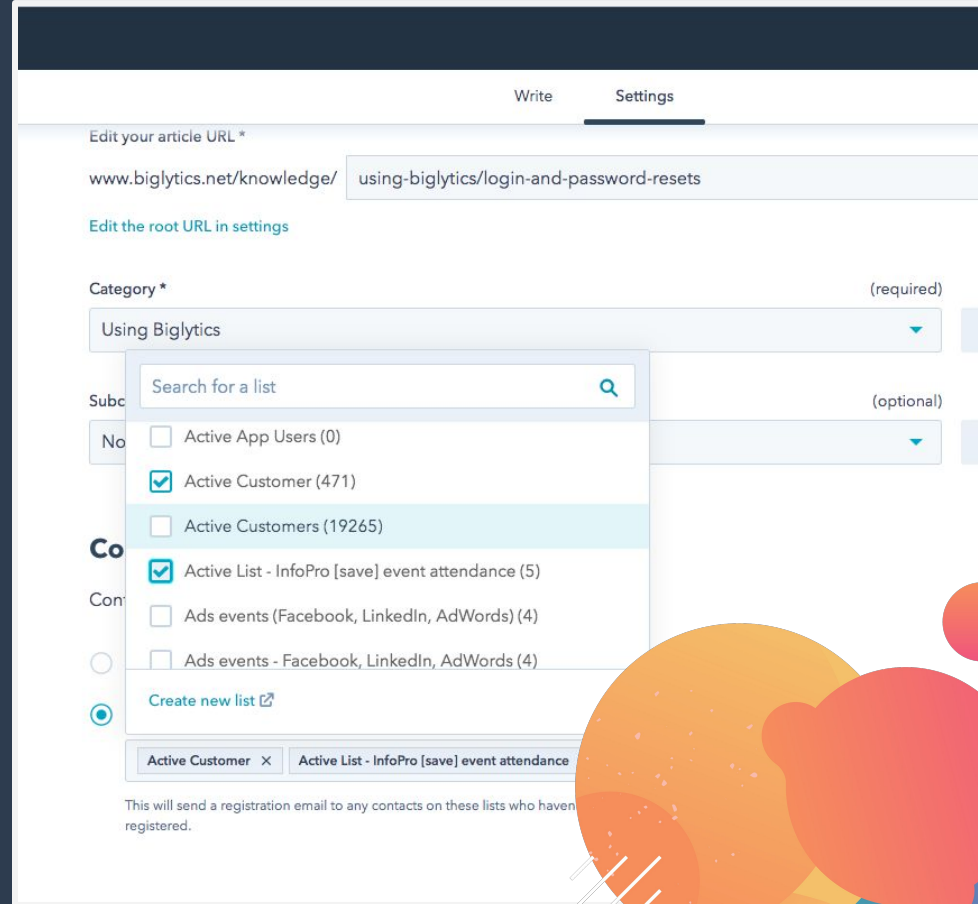 Write Settings
Edit your article URL *
www.biglytics.net/knowledge/ using-biglytics/login-and-password-resets
Edit the root URL in settings
Category * (required)
Using Biglytics
Search for a list
Subc (optional)
No
Active App Users (0)
Active Customer (471)
Active Customers (19265)
Co
Active List - InfoPro [save] event attendance (5)
Con
Ads events (Facebook, LinkedIn, AdWords) (4)
Ads events - Facebook, LinkedIn, AdWords (4)
Create new list
Active Customer × Active List - InfoPro [save] event attendance
This will send a registration email to any contacts on these lists who haven
registered.